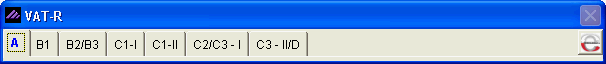 VAT-R
A B1 B2/B3 C1-I C1-II C2/C3 - I C3 - II/D e